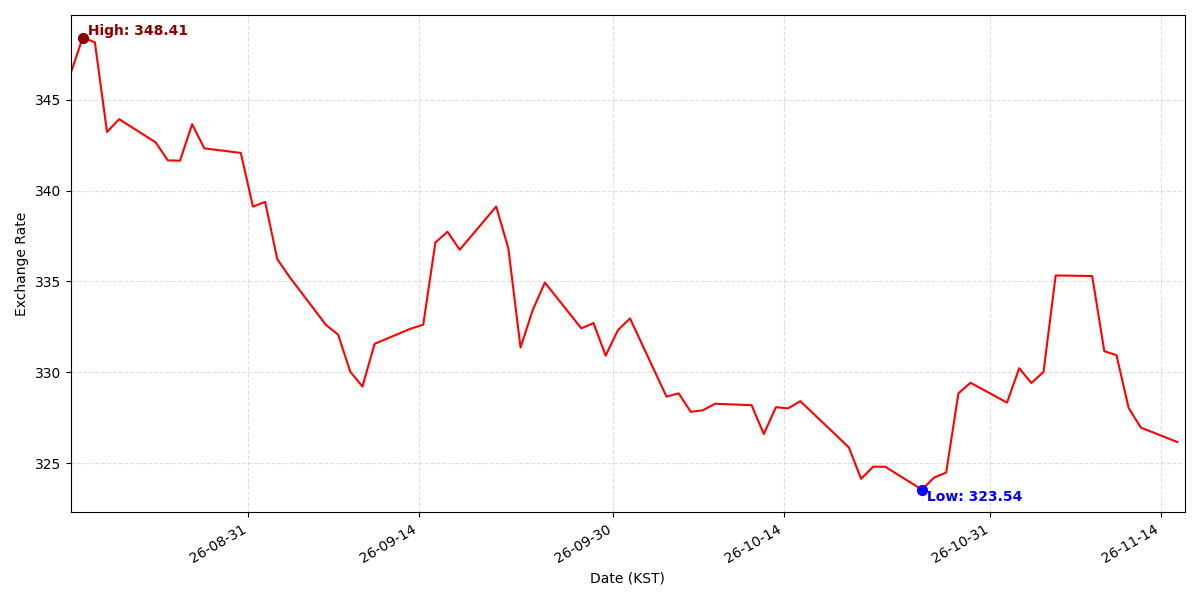 High: 348.41
345
340
335
330
325
Exchange Rate
Low: 323.54
26-08-31
26-09-14
26-09-30
26-10-14
26-10-31
26-11-14
Date (KST)